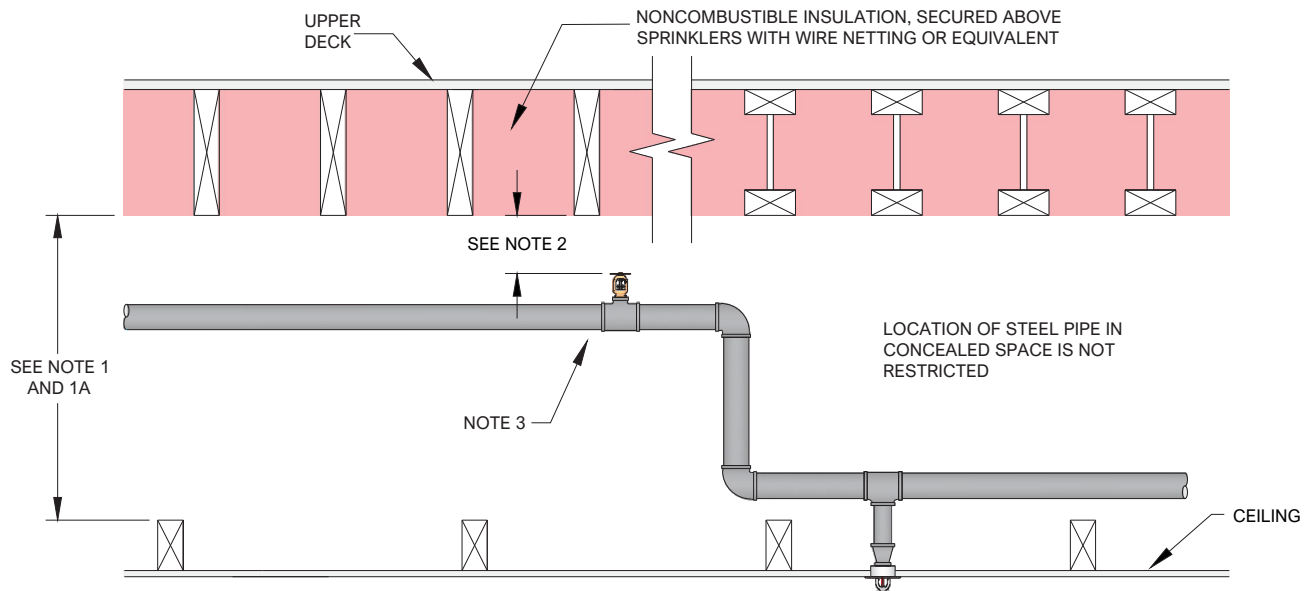 UPPER
DECK
NONCOMBUSTIBLE INSULATION, SECURED ABOVE
SPRINKLERS WITH WIRE NETTING OR EQUIVALENT
SEE NOTE 2
LOCATION OF STEEL PIPE IN
CONCEALED SPACE IS NOT
RESTRICTED
SEE NOTE 1
AND 1A
NOTE 3
CEILING